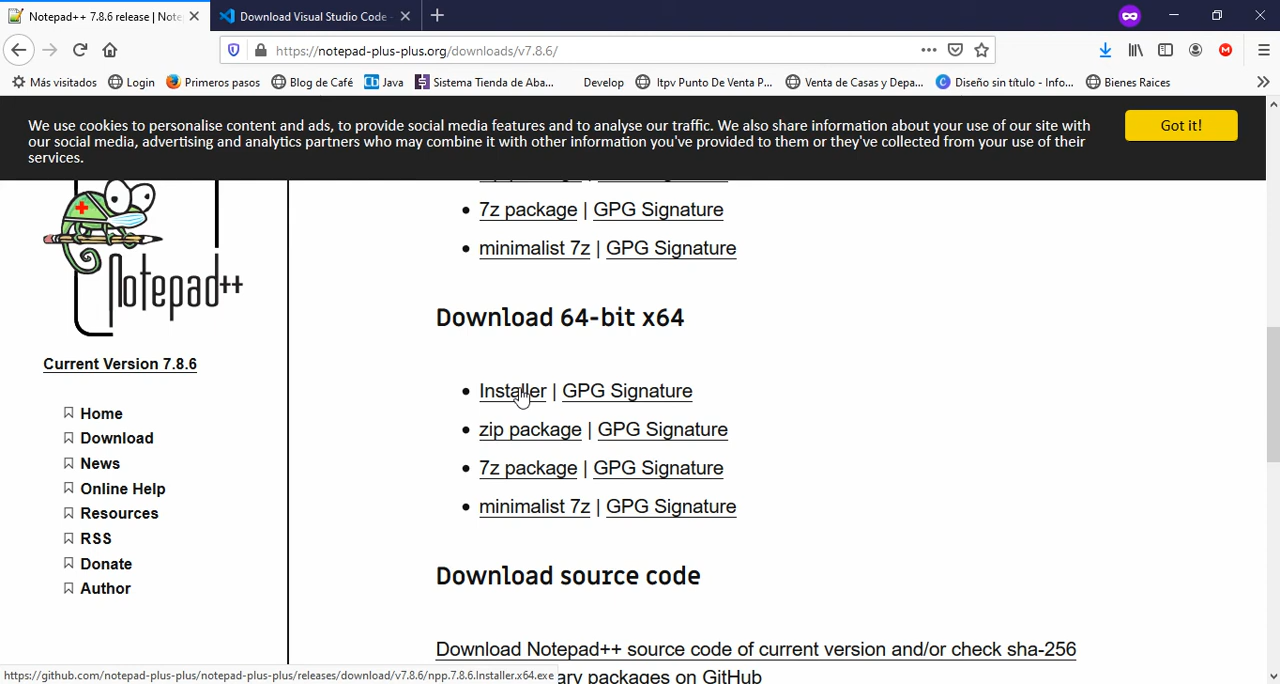 Notepad++ 7.8.6 release | Note
Download Visual Studio Code -
https://notepad-plus-plus.org/downloads/v7.8.6/
Más visitados
Login
Primeros pasos
Blog de Café
Java
Sistema Tienda de Aba...
Develop
Itpv Punto De Venta P...
Venta de Casas y Depa...
Diseño sin título - Info...
Bienes Raices
We use cookies to personalise content and ads, to provide social media features and to analyse our traffic. We also share information about your use of our site with
our social media, advertising and analytics partners who may combine it with other information you've provided to them or they've collected from your use of their
services.
Got it!
Notepad++
Current Version 7.8.6
Home
Download
News
Online Help
Resources
RSS
Donate
Author
7z package | GPG Signature
minimalist 7z | GPG Signature
Download 64-bit x64
Installer | GPG Signature
zip package | GPG Signature
7z package | GPG Signature
minimalist 7z | GPG Signature
Download source code
Download Notepad++ source code of current version and/or check sha-256
packages on GitHub
https://github.com/notepad-plus-plus/notepad-plus-plus/releases/download/v7.8.6/npp.7.8.6.Installer.x64.exe